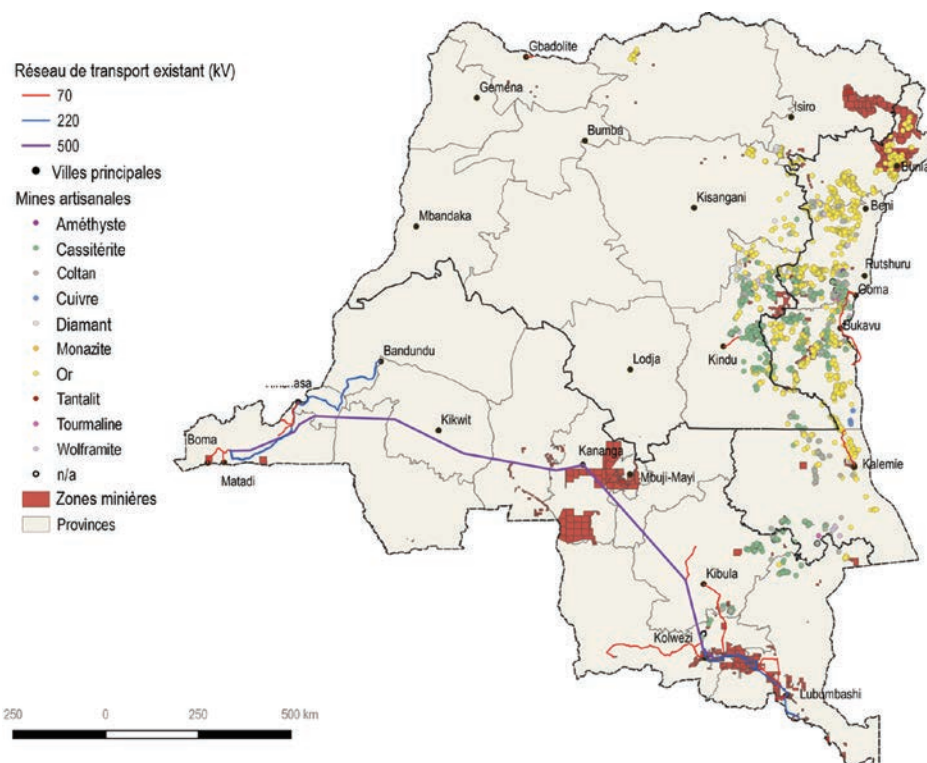 Réseau de transport existant (kV)
70
220
500
Villes principales
Mines artisanales
Améthyste
Cassitérite
Coltan
Cuivre
Diamant
Monazite
Or
Tantalit
Tourmaline
Wolframite
n/a
Zones minières
Provinces
Gbadolite
Gemena
Isiro
Bumba
Bunia
Kisangani
Beni
Mbandaka
Rutshuru
Goma
Bukavu
Bandundu
Kindu
Lodja
asa
Kikwit
Boma
Kananga
Kalemie
Mbuji-Mayi
Matadi
Kibula
Kolwezi
Lubumbashi
250 0 250 500 km